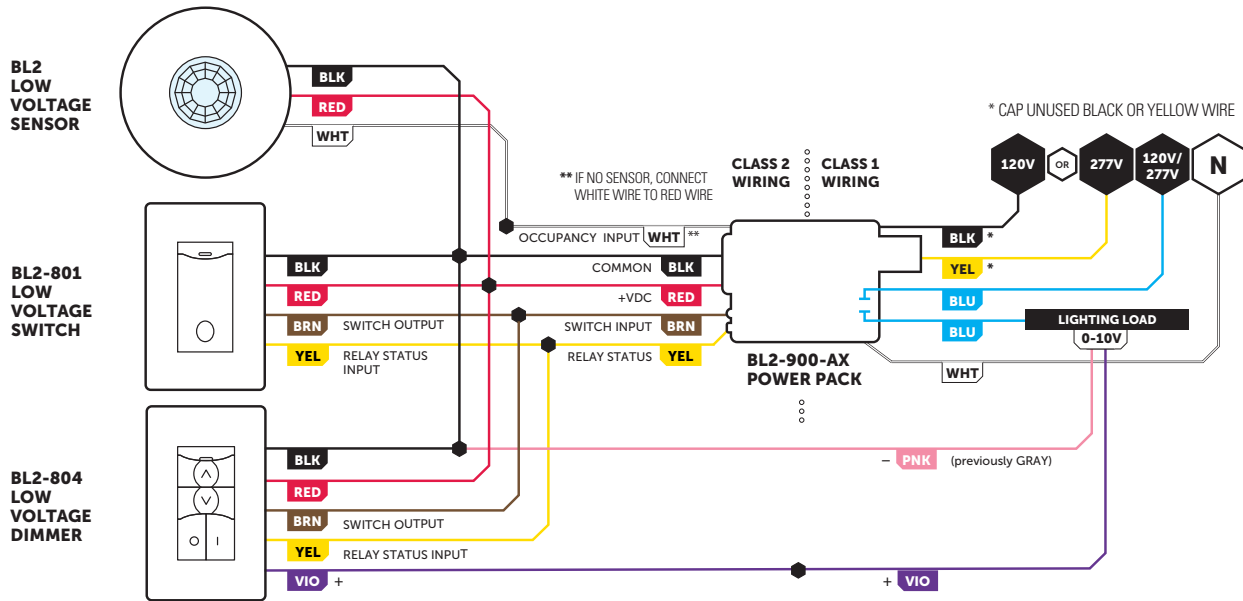 BL2
LOW
VOLTAGE
SENSOR
BLK
RED
WHT
* CAP UNUSED BLACK OR YELLOW WIRE
120V
OR
277V
120V/
277V
N
CLASS 2
WIRING
CLASS 1
WIRING
** IF NO SENSOR, CONNECT
WHITE WIRE TO RED WIRE
OCCUPANCY INPUT WHT **
BL2-801
LOW
VOLTAGE
SWITCH
BLK
RED
BRN SWITCH OUTPUT
YEL RELAY STATUS
INPUT
COMMON BLK
+VDC RED
SWITCH INPUT BRN
RELAY STATUS YEL
BL2-900-AX
POWER PACK
BLK *
YEL *
BLU
BLU
LIGHTING LOAD
0-10V
WHT
BL2-804
LOW
VOLTAGE
DIMMER
O I
BLK
RED
BRN SWITCH OUTPUT
YEL RELAY STATUS INPUT
VIO +
– PNK (previously GRAY)
+ VIO